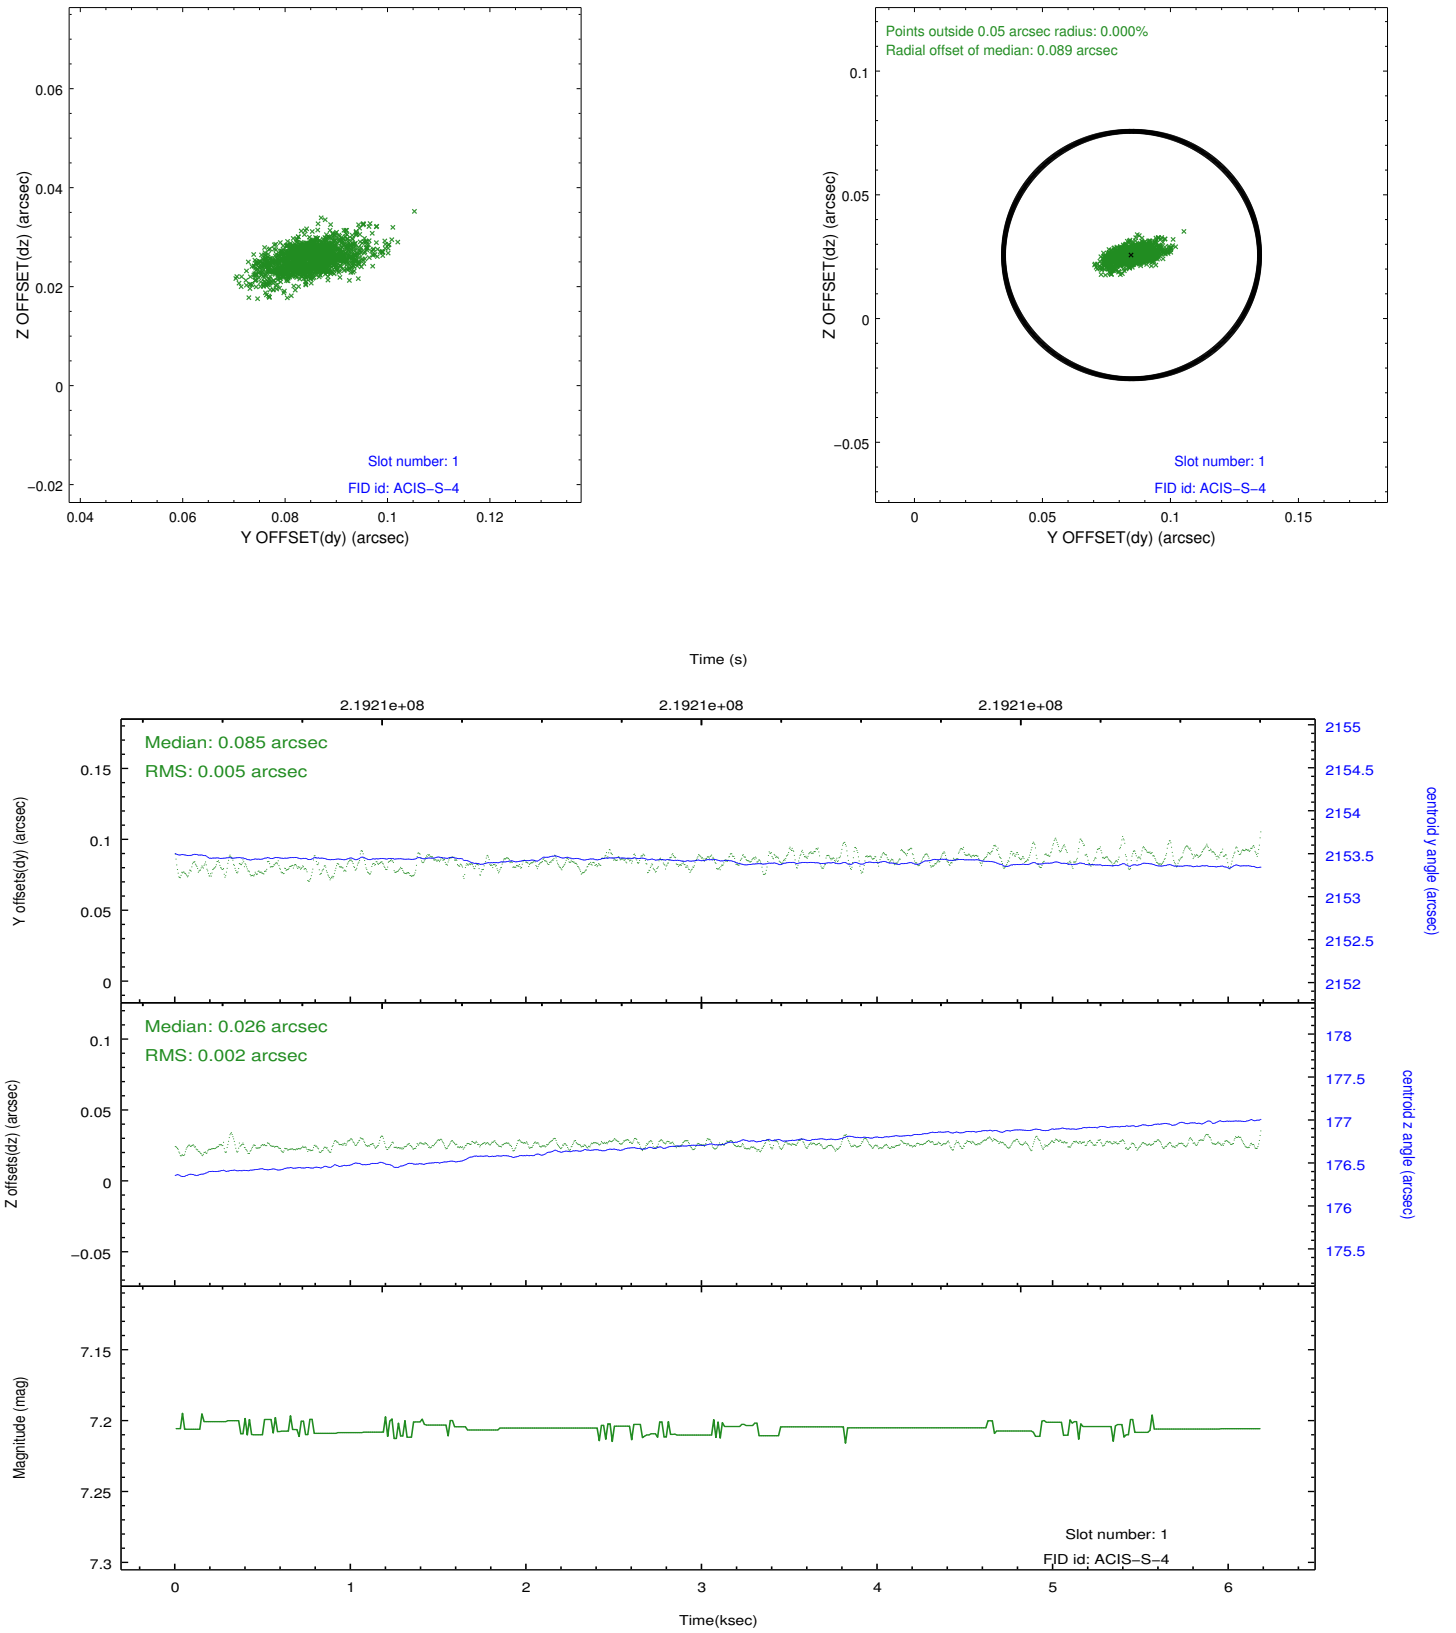 0.06
0.04
0.02
0
−0.02
0.04
0.06
0.08
0.1
0.12
Z OFFSET(dz) (arcsec)
Y OFFSET(dy) (arcsec)
Slot number: 1
FID id: ACIS−S−4
Points outside 0.05 arcsec radius: 0.000%
Radial offset of median: 0.089 arcsec
0.1
0.05
0
−0.05
0
0.05
0.1
0.15
Z OFFSET(dz) (arcsec)
Y OFFSET(dy) (arcsec)
Slot number: 1
FID id: ACIS−S−4
Time (s)
2.1921e+08
2.1921e+08
2.1921e+08
Median: 0.085 arcsec
RMS: 0.005 arcsec
0.15
0.1
0.05
0
Y offsets(dy) (arcsec)
2155
2154.5
2154
2153.5
2153
2152.5
2152
centroid y angle (arcsec)
Median: 0.026 arcsec
RMS: 0.002 arcsec
0.1
0.05
0
−0.05
Z offsets(dz) (arcsec)
178
177.5
177
176.5
176
175.5
centroid z angle (arcsec)
7.15
7.2
7.25
7.3
Magnitude (mag)
Slot number: 1
FID id: ACIS−S−4
0
1
2
3
4
5
6
Time(ksec)